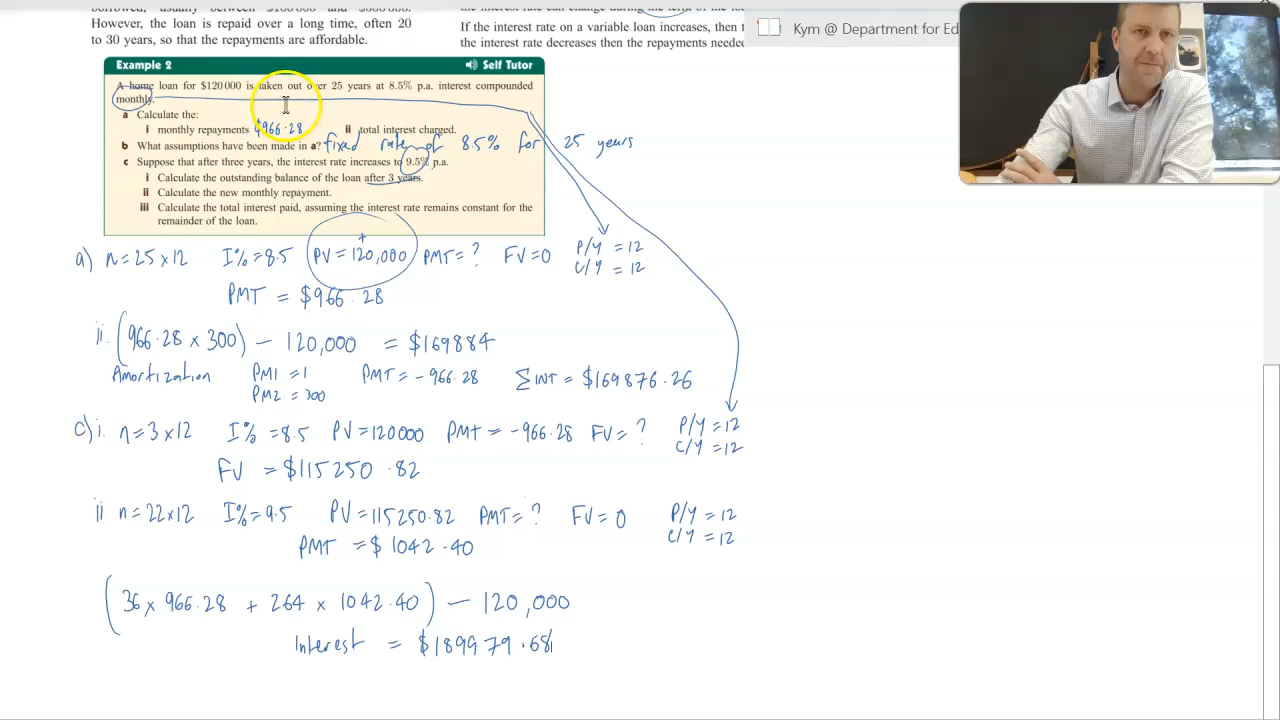 borrowed, usually between $100 000 and $500 000.
However, the loan is repaid over a long time, often 20
to 30 years, so that the repayments are affordable.
the interest rate can change during the term of the lo
If the interest rate on a variable loan increases, then t
the interest rate decreases then the repayments needed
Kym @ Department for Ed
Example 2
Self Tutor
A home loan for $120 000 is taken out over 25 years at 8.5% p.a. interest compounded
monthly.
a Calculate the:
i monthly repayments $966.28 ii total interest charged.
b What assumptions have been made in a? fixed rate of 8.5% for 25 years
c Suppose that after three years, the interest rate increases to 9.5% p.a.
i Calculate the outstanding balance of the loan after 3 years.
ii Calculate the new monthly repayment.
iii Calculate the total interest paid, assuming the interest rate remains constant for the
remainder of the loan.
a) n=25×12 I%=8.5 PV=+120,000 PMT=? FV=0 P/Y=12
C/Y=12
PMT = $966.28
ii. (966.28 × 300) − 120,000 = $169884
Amortization PM1=1 PMT=−966.28 ΣINT = $169876.26
PM2=300
c) i. n=3×12 I%=8.5 PV=120000 PMT=−966.28 FV=? P/Y=12
C/Y=12
FV = $115250.82
ii n=22×12 I%=9.5 PV=115250.82 PMT=? FV=0 P/Y=12
C/Y=12
PMT = $1042.40
(36 × 966.28 + 264 × 1042.40) − 120,000
Interest = $189979.68